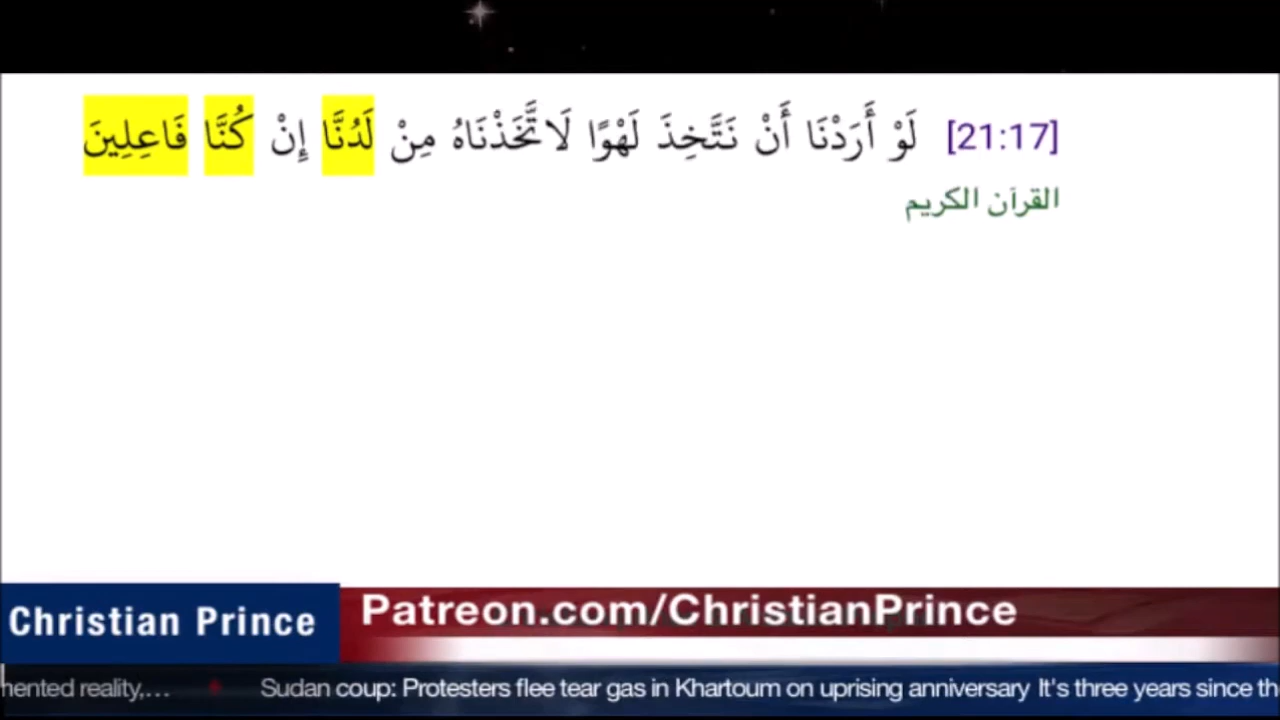 [21:17] لَوْ أَرَدْنَا أَنْ نَتَّخِذَ لَهْوًا لَاتَّخَذْنَاهُ مِنْ لَدُنَّا إِنْ كُنَّا فَاعِلِينَ
القرآن الكريم
Christian Prince
Patreon.com/ChristianPrince
mented reality,... Sudan coup: Protesters flee tear gas in Khartoum on uprising anniversary It's three years since th